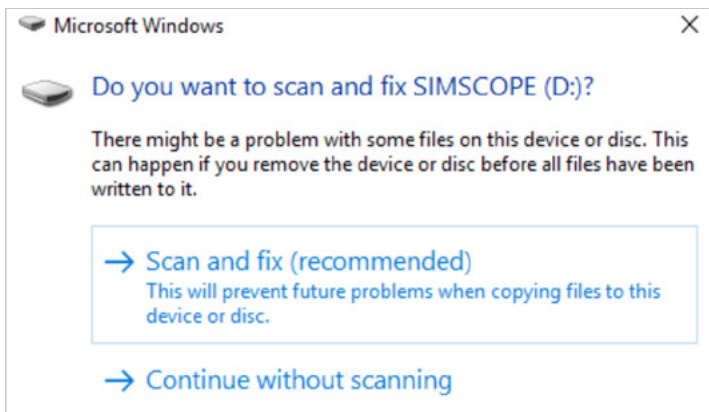 Microsoft Windows
Do you want to scan and fix SIMSCOPE (D:)?
There might be a problem with some files on this device or disc. This
can happen if you remove the device or disc before all files have been
written to it.
Scan and fix (recommended)
This will prevent future problems when copying files to this
device or disc.
Continue without scanning